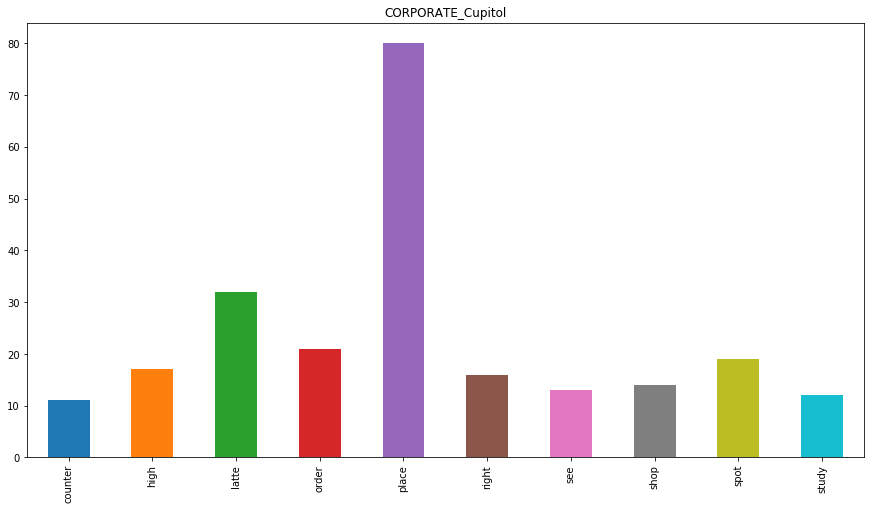 CORPORATE_Cupitol
80
70
60
50
40
30
20
10
0
counter
high
latte
order
place
right
see
shop
spot
study